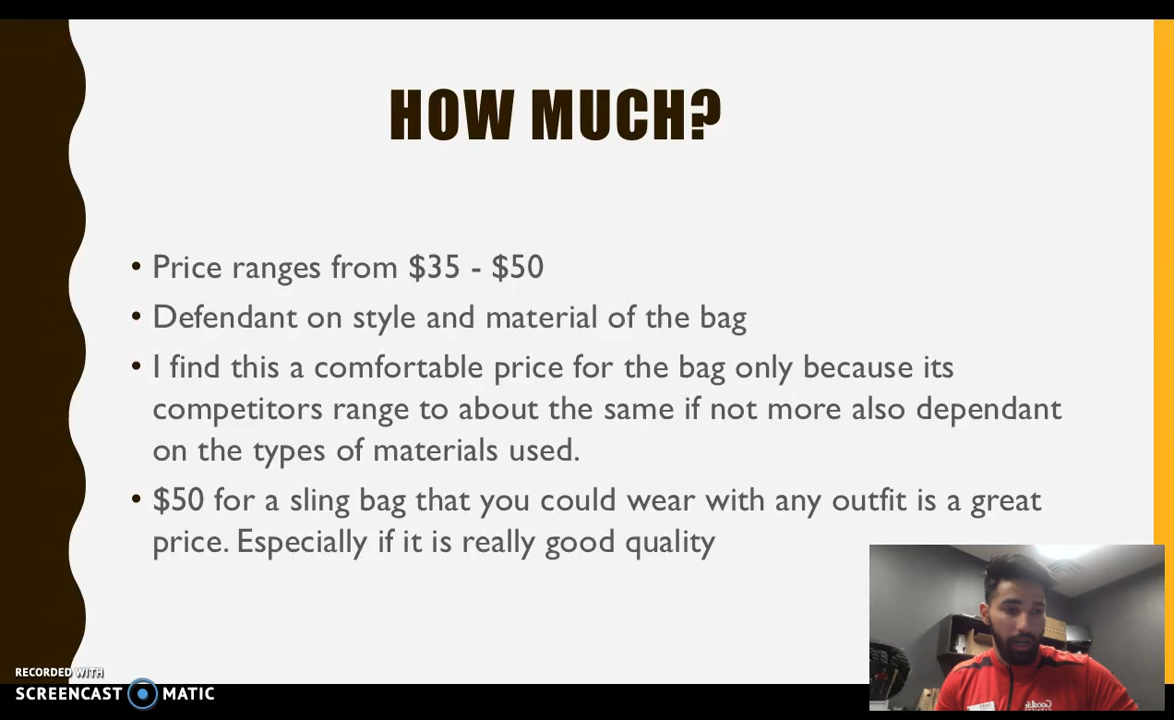 HOW MUCH?
• Price ranges from $35 - $50
• Defendant on style and material of the bag
• I find this a comfortable price for the bag only because its
competitors range to about the same if not more also dependant
on the types of materials used.
• $50 for a sling bag that you could wear with any outfit is a great
price. Especially if it is really good quality
RECORDED WITH
SCREENCAST MATIC
GoodLife